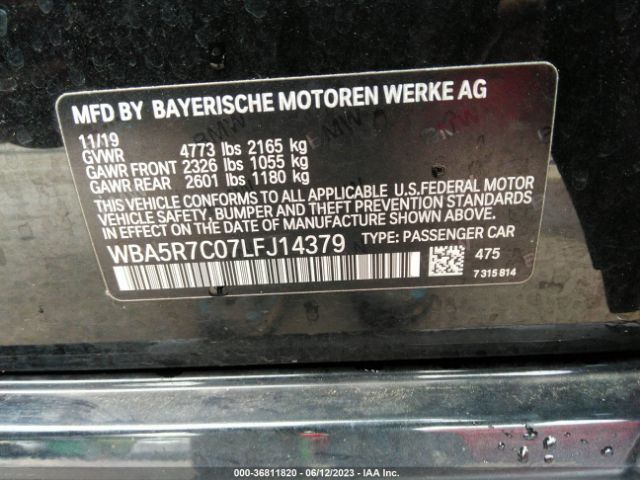 MFD BY BAYERISCHE MOTOREN WERKE AG
11/19
GVWR 4773 lbs 2165 kg
GAWR FRONT 2326 lbs 1055 kg
GAWR REAR 2601 lbs 1180 kg
THIS VEHICLE CONFORMS TO ALL APPLICABLE U.S.FEDERAL MOTOR
VEHICLE SAFETY, BUMPER AND THEFT PREVENTION STANDARDS
IN EFFECT ON THE DATE OF MANUFACTURE SHOWN ABOVE.
WBA5R7C07LFJ14379 TYPE: PASSENGER CAR
475
7 315 814
000-36811820 - 06/12/2023 - IAA Inc.